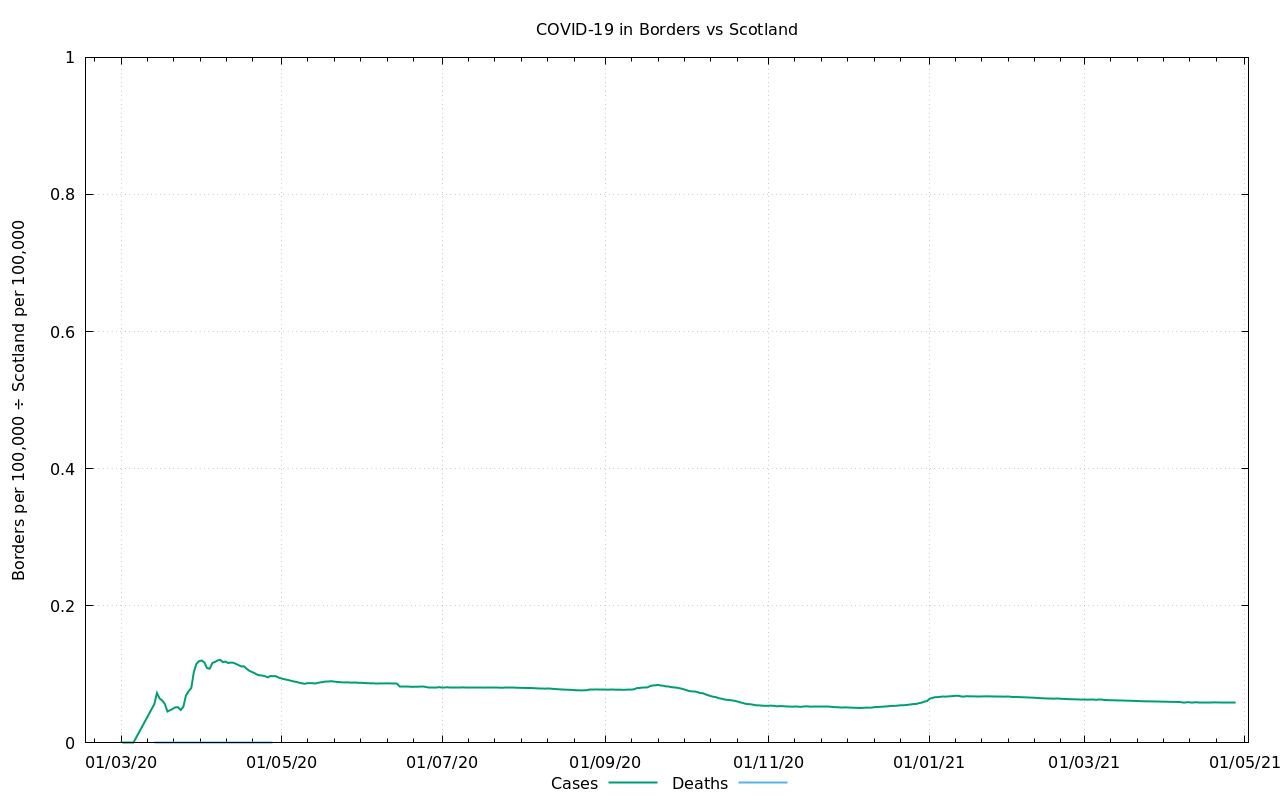 COVID-19 in Borders vs Scotland
Borders per 100,000 ÷ Scotland per 100,000
1
0.8
0.6
0.4
0.2
0
01/03/20 01/05/20 01/07/20 01/09/20 01/11/20 01/01/21 01/03/21 01/05/21
Cases Deaths